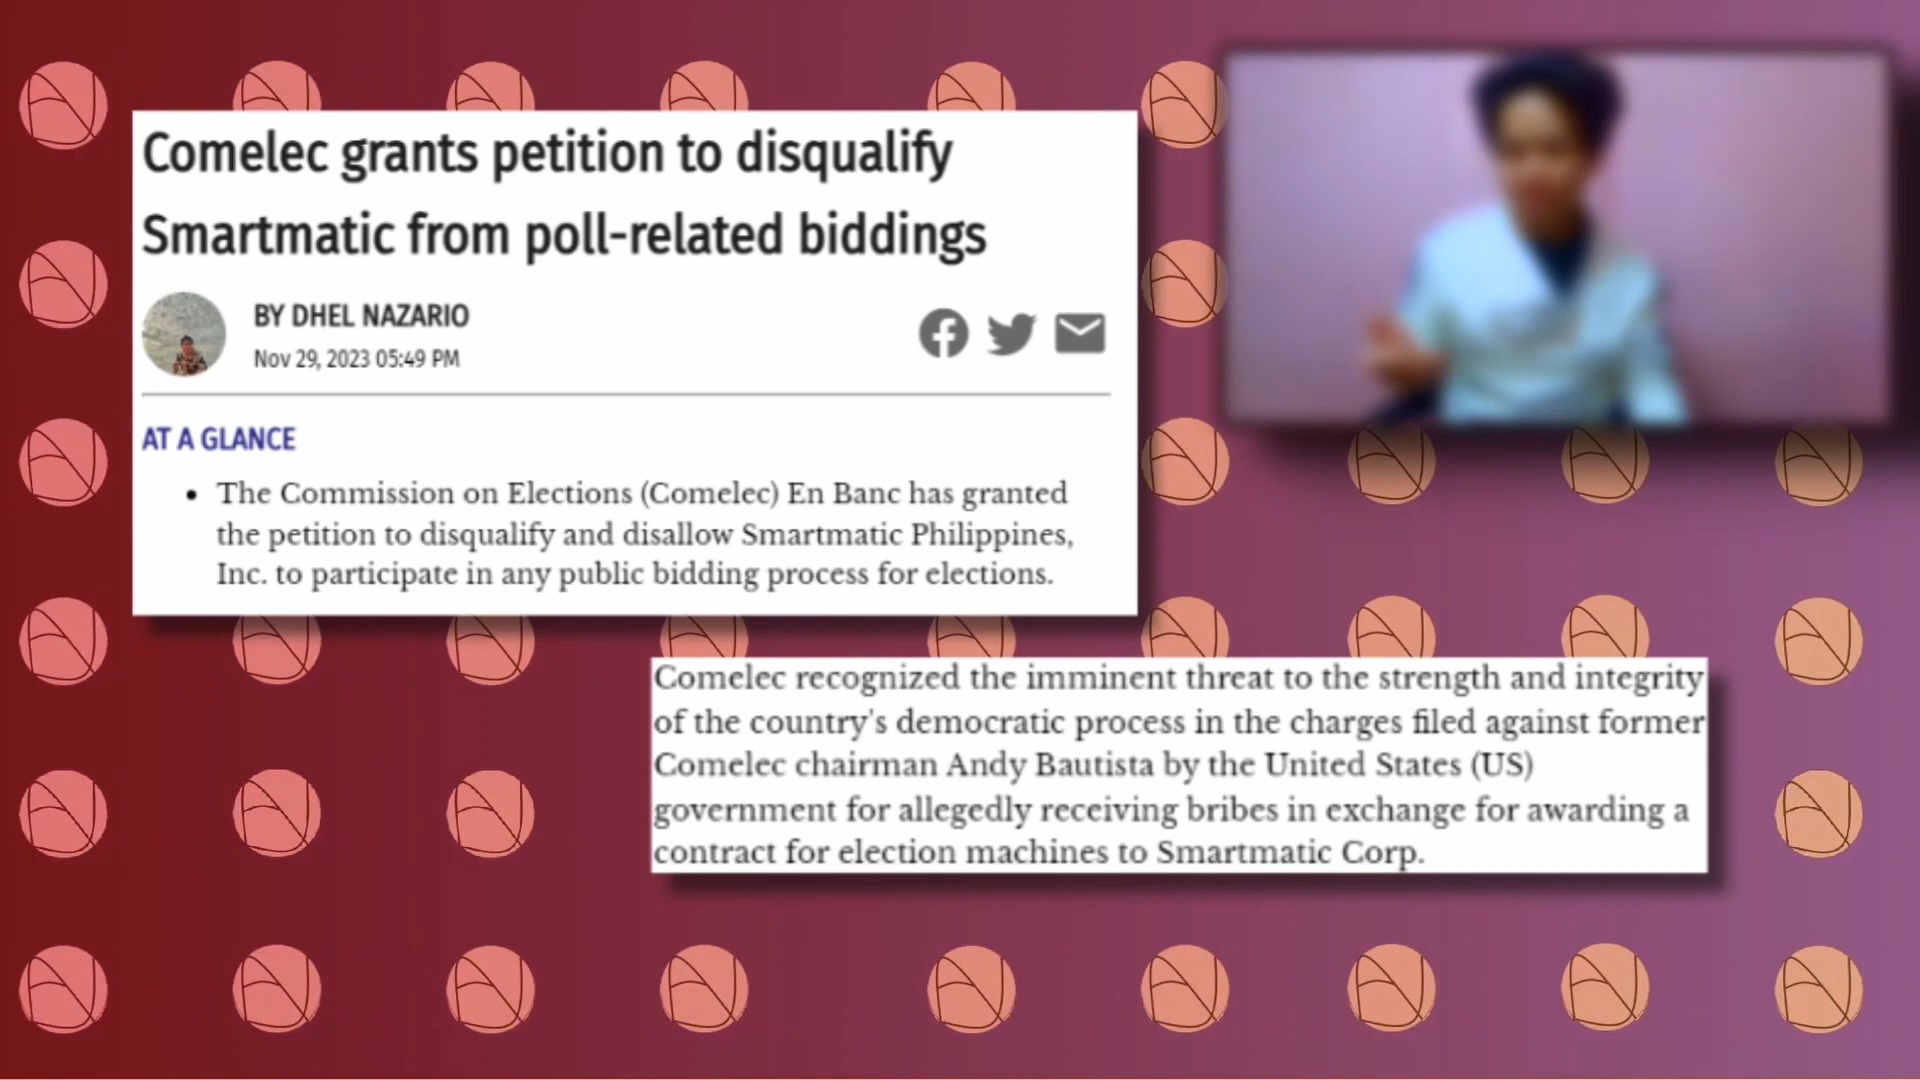 Comelec grants petition to disqualify
Smartmatic from poll-related biddings
BY DHEL NAZARIO
Nov 29, 2023 05:49 PM
AT A GLANCE
• The Commission on Elections (Comelec) En Banc has granted
the petition to disqualify and disallow Smartmatic Philippines,
Inc. to participate in any public bidding process for elections.
Comelec recognized the imminent threat to the strength and integrity
of the country's democratic process in the charges filed against former
Comelec chairman Andy Bautista by the United States (US)
government for allegedly receiving bribes in exchange for awarding a
contract for election machines to Smartmatic Corp.